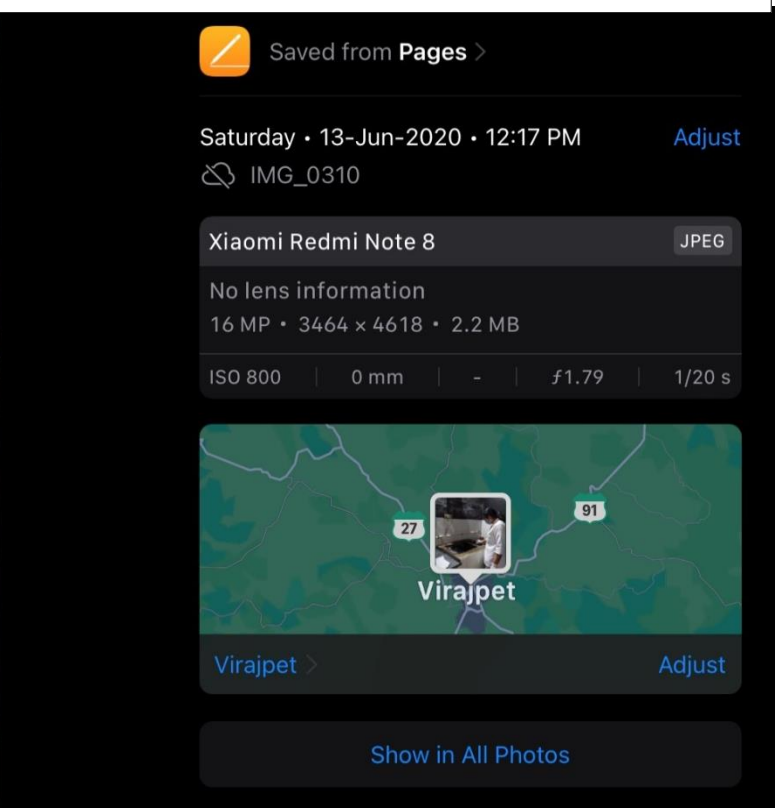 Saved from Pages >
Saturday • 13-Jun-2020 • 12:17 PM Adjust
IMG_0310
Xiaomi Redmi Note 8 JPEG
No lens information
16 MP • 3464 × 4618 • 2.2 MB
ISO 800 | 0 mm | - | ƒ1.79 | 1/20 s
91
27
Virajpet
Virajpet > Adjust
Show in All Photos